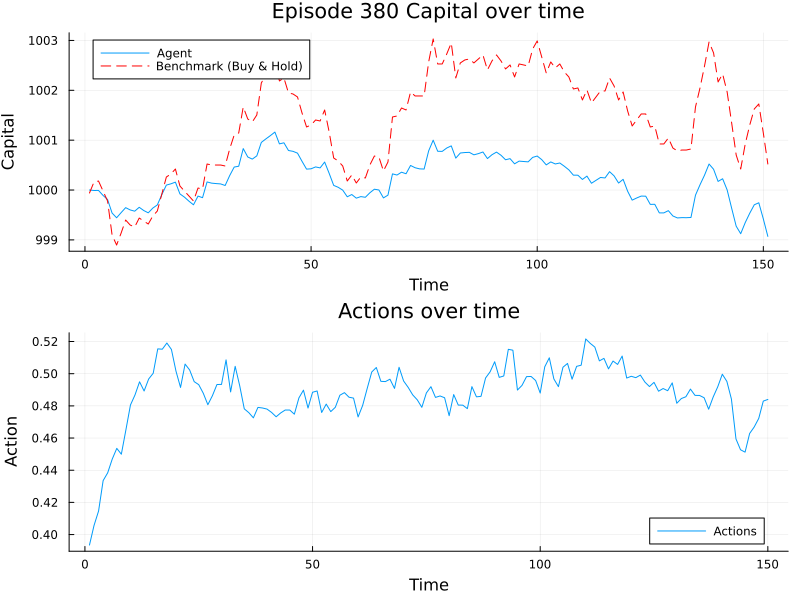 Episode 380 Capital over time
1003
1002
1001
1000
999
Capital
Agent
Benchmark (Buy & Hold)
0
50
100
150
Time
Actions over time
0.52
0.50
0.48
0.46
0.44
0.42
0.40
Action
Actions
0
50
100
150
Time